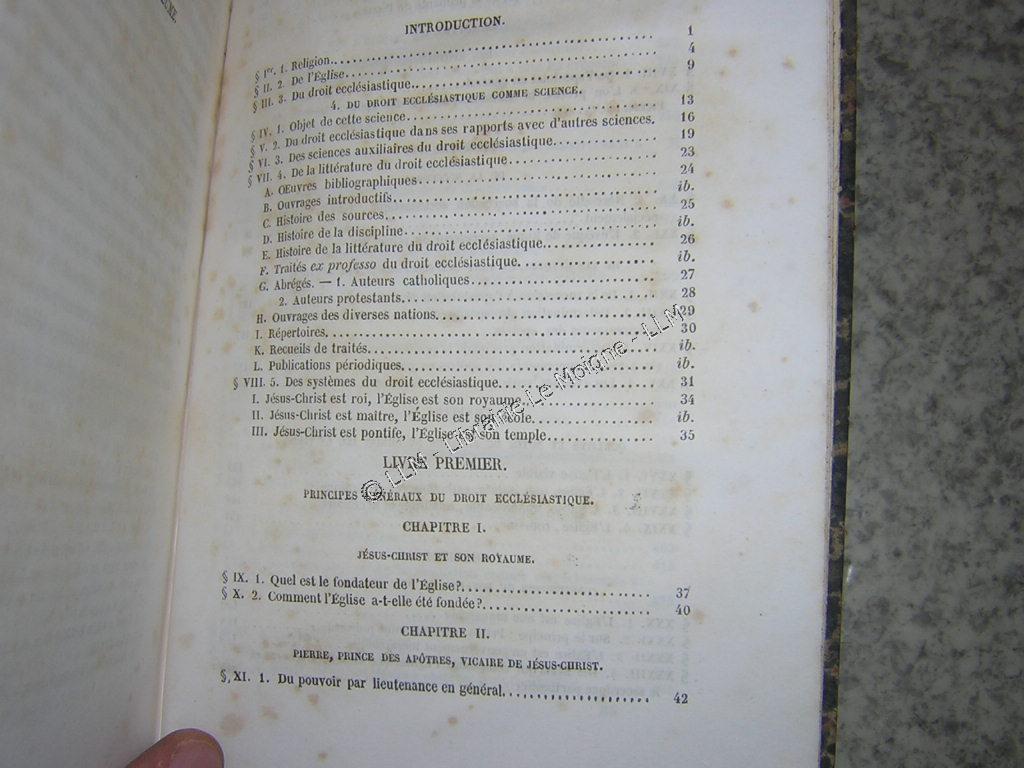 INTRODUCTION.
§ Ier. 1. Religion. 1
§ II. 2. De l'Église. 4
§ III. 3. Du droit ecclésiastique. 9
4. DU DROIT ECCLÉSIASTIQUE COMME SCIENCE.
§ IV. 1. Objet de cette science. 13
§ V. 2. Du droit ecclésiastique dans ses rapports avec d'autres sciences. 16
§ VI. 3. Des sciences auxiliaires du droit ecclésiastique. 19
§ VII. 4. De la littérature du droit ecclésiastique. 23
A. Œuvres bibliographiques. 24
B. Ouvrages introductifs. ib.
C. Histoire des sources. 25
D. Histoire de la discipline. ib.
E. Histoire de la littérature du droit ecclésiastique. 26
F. Traités ex professo du droit ecclésiastique. ib.
G. Abrégés. — 1. Auteurs catholiques. 27
2. Auteurs protestants. 28
H. Ouvrages des diverses nations. 29
I. Répertoires. 30
K. Recueils de traités. ib.
L. Publications périodiques. ib.
§ VIII. 5. Des systèmes du droit ecclésiastique. 31
I. Jésus-Christ est roi, l'Église est son royaume. 34
II. Jésus-Christ est maître, l'Église est son école. ib.
III. Jésus-Christ est pontife, l'Église est son temple. 35
LIVRE PREMIER.
PRINCIPES GÉNÉRAUX DU DROIT ECCLÉSIASTIQUE.
CHAPITRE I.
JÉSUS-CHRIST ET SON ROYAUME.
§ IX. 1. Quel est le fondateur de l'Église?. 37
§ X. 2. Comment l'Église a-t-elle été fondée?. 40
CHAPITRE II.
PIERRE, PRINCE DES APÔTRES, VICAIRE DE JÉSUS-CHRIST.
§ XI. 1. Du pouvoir par lieutenance en général. 42
© LLM - Librairie Le Moigne - LLM